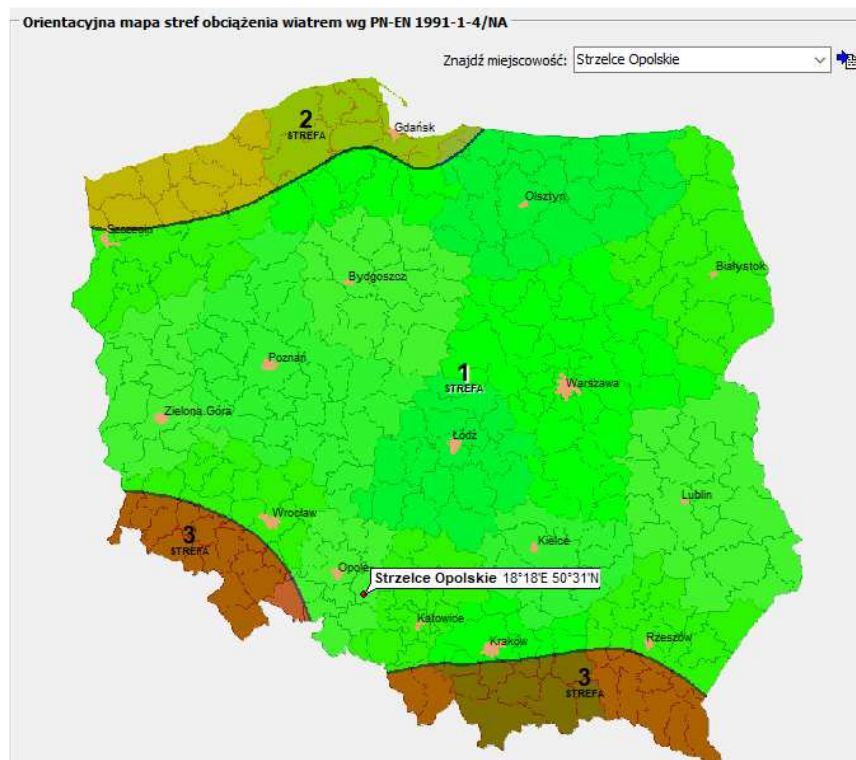 Orientacyjna mapa stref obciążenia wiatrem wg PN-EN 1991-1-4/NA
Znajdź miejscowość: Strzelce Opolskie
2
STREFA
Gdańsk
Olsztyn
Szczecin
Białystok
Bydgoszcz
Poznań
1
STREFA
Warszawa
Zielona Góra
Łódź
Lublin
Wrocław
3
STREFA
Kielce
Opole
Strzelce Opolskie 18°18'E 50°31'N
Katowice
Kraków
Rzeszów
3
STREFA